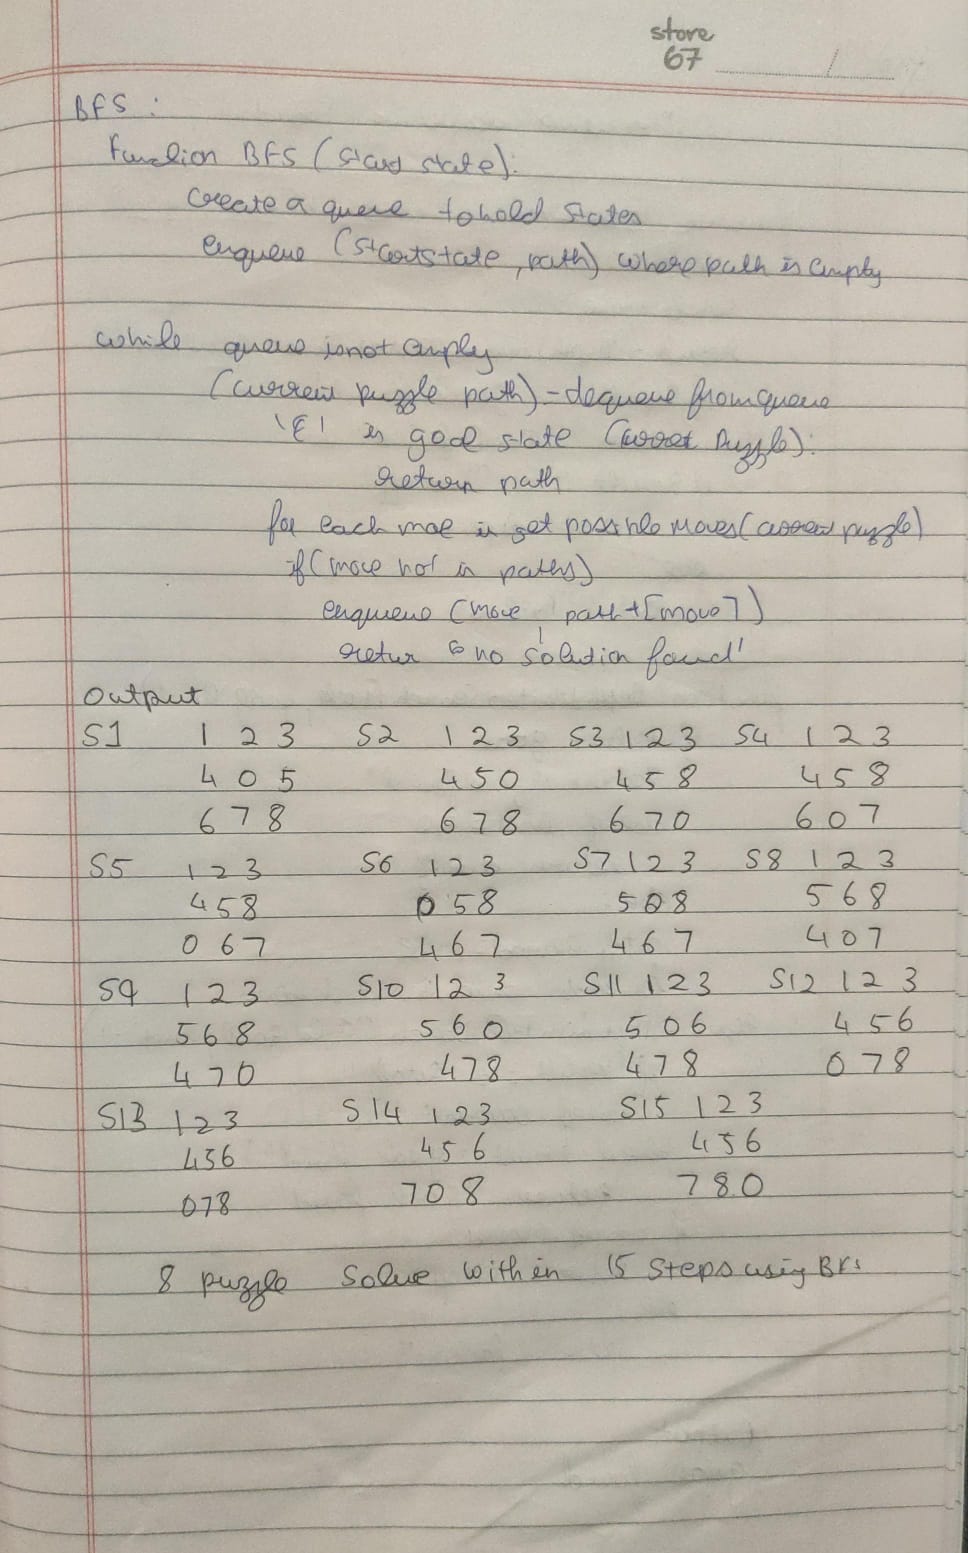 store
67
BFS :
Function BFS (Start state):
Create a queue to hold States
enqueue (Startstate, path) where path is empty
while queue is not empty
(current puzzle path) - dequeue from queue
is goal state (current puzzle):
return path
for each move in get possible moves (current puzzle)
if (move not in paths)
enqueue (move, path + [move])
retur no solution found'
Output
S1 1 2 3 S2 1 2 3 S3 1 2 3 S4 1 2 3
4 0 5 4 5 0 4 5 8 4 5 8
6 7 8 6 7 8 6 7 0 6 0 7
S5 1 2 3 S6 1 2 3 S7 1 2 3 S8 1 2 3
4 5 8 0 5 8 5 0 8 5 6 8
0 6 7 4 6 7 4 6 7 4 0 7
S9 1 2 3 S10 1 2 3 S11 1 2 3 S12 1 2 3
5 6 8 5 6 0 5 0 6 4 5 6
4 7 0 4 7 8 4 7 8 0 7 8
S13 1 2 3 S14 1 2 3 S15 1 2 3
4 5 6 4 5 6 4 5 6
0 7 8 7 0 8 7 8 0
8 puzzle Solve within 15 Steps using BFS